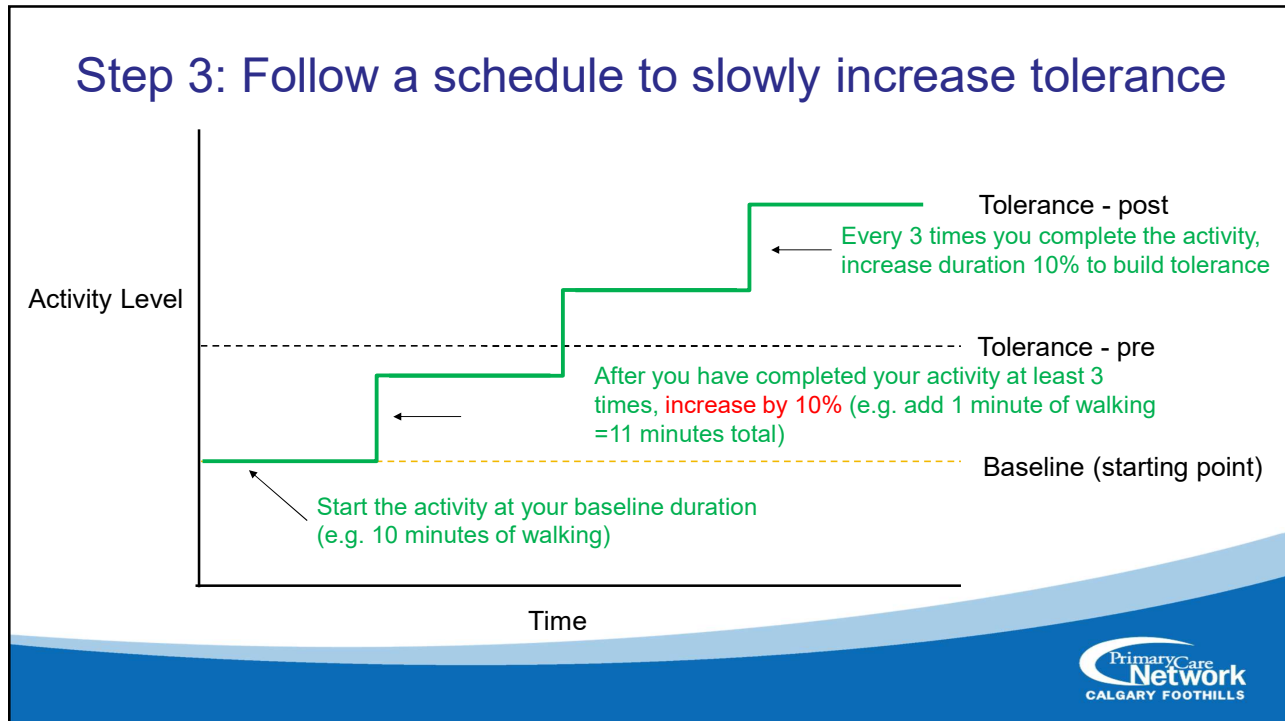 Step 3: Follow a schedule to slowly increase tolerance
Tolerance - post
Every 3 times you complete the activity,
increase duration 10% to build tolerance
Activity Level
Tolerance - pre
After you have completed your activity at least 3
times, increase by 10% (e.g. add 1 minute of walking
=11 minutes total)
Baseline (starting point)
Start the activity at your baseline duration
(e.g. 10 minutes of walking)
Time
PrimaryCare
Network
CALGARY FOOTHILLS